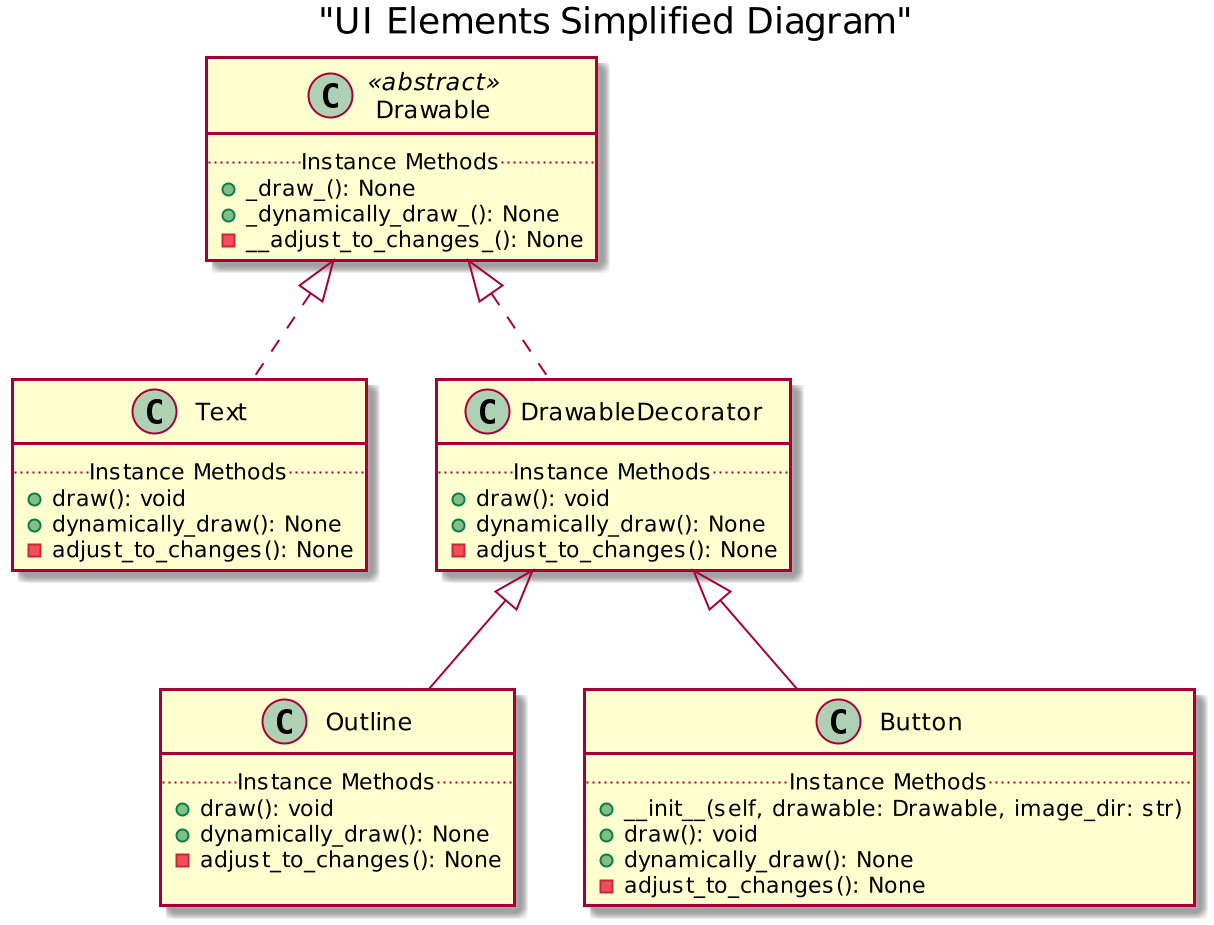 "UI Elements Simplified Diagram"
C
«abstract»
Drawable
Instance Methods
_draw_(): None
_dynamically_draw_(): None
__adjust_to_changes_(): None
C Text
Instance Methods
draw(): void
dynamically_draw(): None
adjust_to_changes(): None
C DrawableDecorator
Instance Methods
draw(): void
dynamically_draw(): None
adjust_to_changes(): None
C Outline
Instance Methods
draw(): void
dynamically_draw(): None
adjust_to_changes(): None
C Button
Instance Methods
__init__(self, drawable: Drawable, image_dir: str)
draw(): void
dynamically_draw(): None
adjust_to_changes(): None